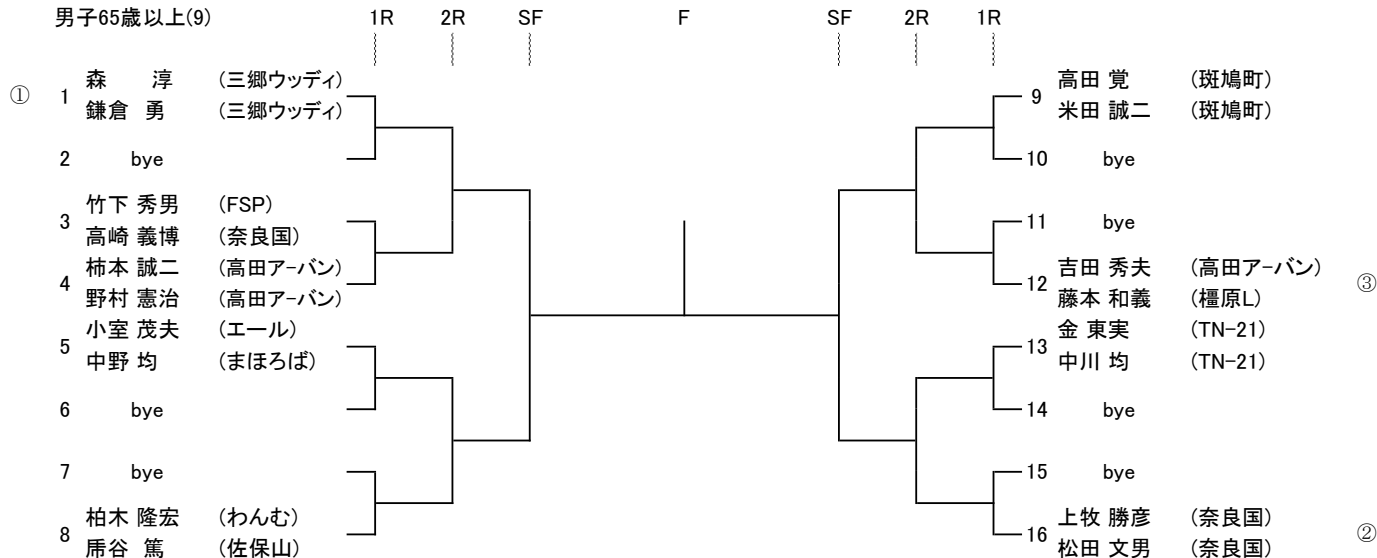 男子65歳以上(9) 1R 2R SF F SF 2R 1R
① 1 森 淳 (三郷ウッディ)
鎌倉 勇 (三郷ウッディ)
2 bye
3 竹下 秀男 (FSP)
高崎 義博 (奈良国)
4 柿本 誠二 (高田ア-バン)
野村 憲治 (高田ア-バン)
5 小室 茂夫 (エール)
中野 均 (まほろば)
6 bye
7 bye
8 柏木 隆宏 (わんむ)
乕谷 篤 (佐保山)
9 高田 覚 (斑鳩町)
米田 誠二 (斑鳩町)
10 bye
11 bye
12 吉田 秀夫 (高田ア-バン) ③
藤本 和義 (橿原L)
13 金 東実 (TN-21)
中川 均 (TN-21)
14 bye
15 bye
16 上牧 勝彦 (奈良国) ②
松田 文男 (奈良国)